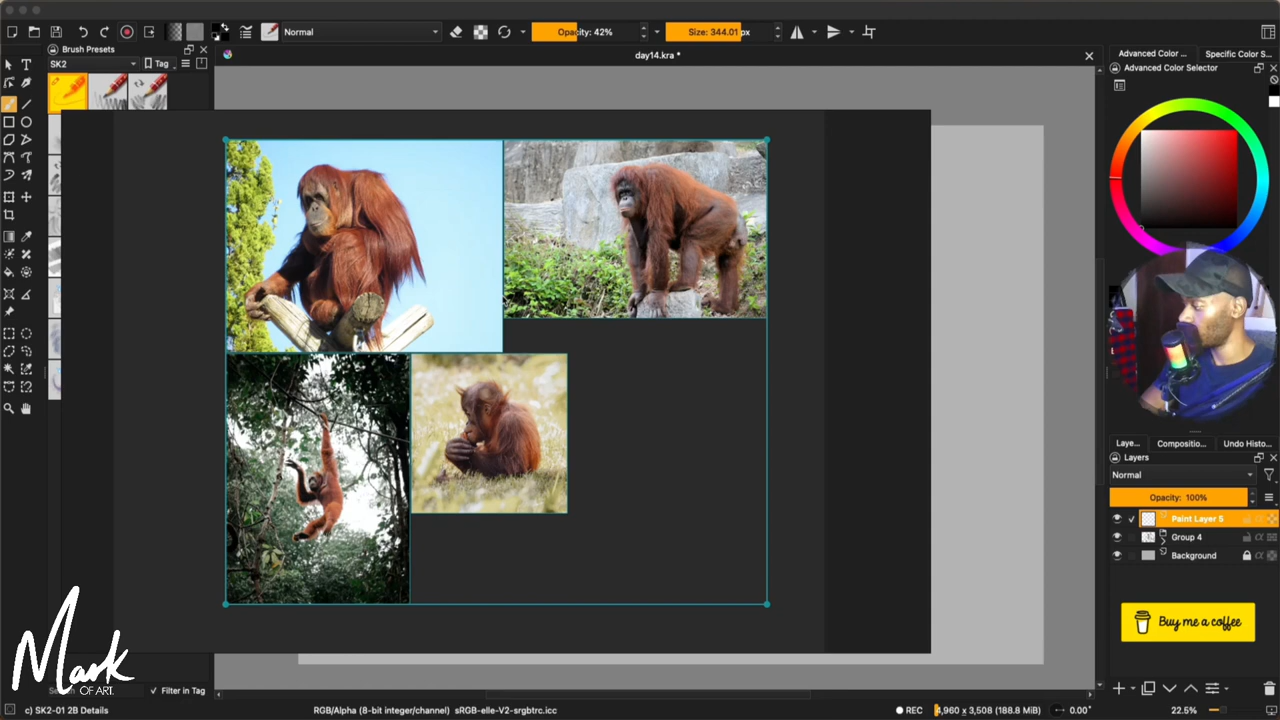 Normal
Opacity: 42%
Size: 344.01 px
Brush Presets
day14.kra *
Advanced Color ...
Specific Color S...
SK2
Tag
Advanced Color Selector
Laye...
Compositio...
Undo Histo...
Layers
Normal
Opacity: 100%
Paint Layer 5
Group 4
Background
Buy me a coffee
Mark
OF ART.
Filter in Tag
c) SK2-01 2B Details
RGB/Alpha (8-bit integer/channel) sRGB-elle-V2-srgbtrc.icc
REC
4,960 x 3,508 (188.8 MiB)
0.00°
22.5%